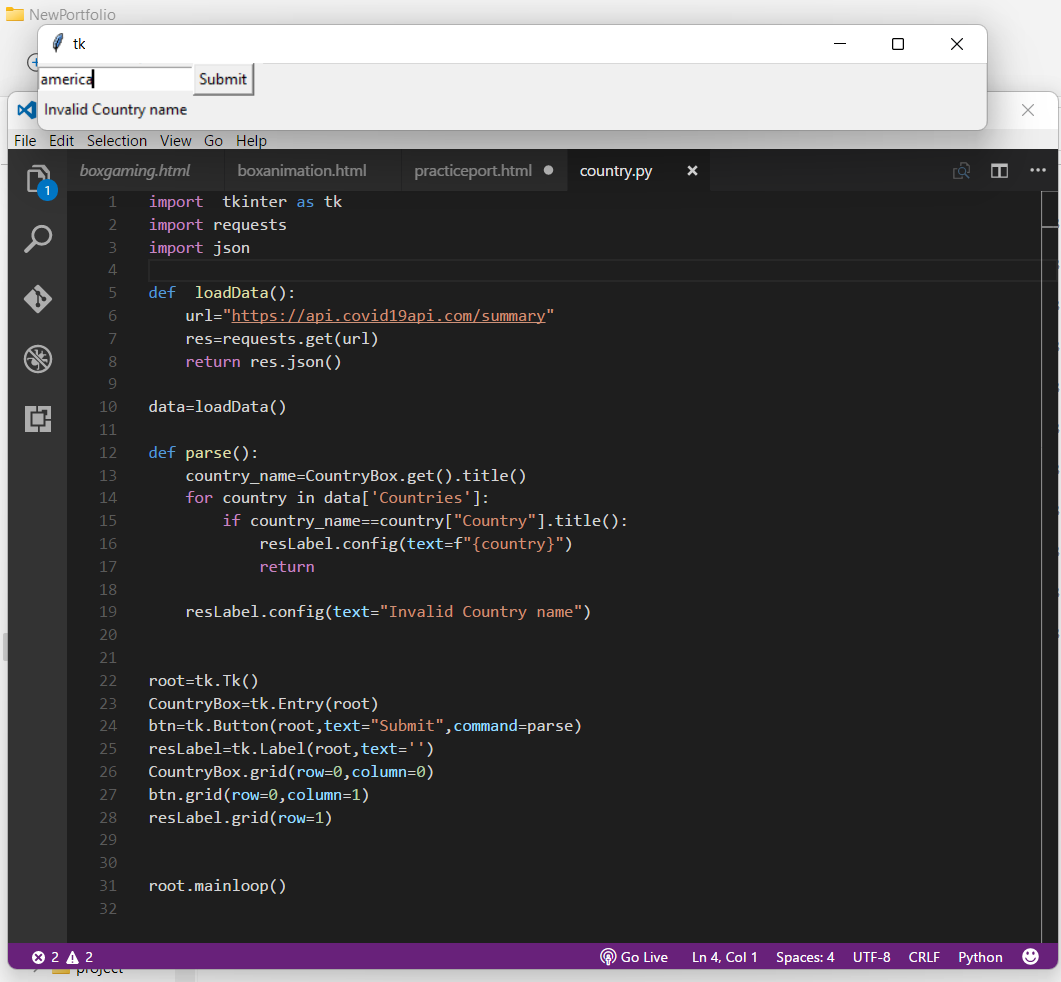 NewPortfolio
tk
america Submit
Invalid Country name
File Edit Selection View Go Help
boxgaming.html boxanimation.html practiceport.html country.py
1
1 import  tkinter as tk
2 import requests
3 import json
4
5 def  loadData():
6     url="https://api.covid19api.com/summary"
7     res=requests.get(url)
8     return res.json()
9
10 data=loadData()
11
12 def parse():
13     country_name=CountryBox.get().title()
14     for country in data['Countries']:
15         if country_name==country["Country"].title():
16             resLabel.config(text=f"{country}")
17             return
18
19     resLabel.config(text="Invalid Country name")
20
21
22 root=tk.Tk()
23 CountryBox=tk.Entry(root)
24 btn=tk.Button(root,text="Submit",command=parse)
25 resLabel=tk.Label(root,text='')
26 CountryBox.grid(row=0,column=0)
27 btn.grid(row=0,column=1)
28 resLabel.grid(row=1)
29
30
31 root.mainloop()
32
2 2 Go Live Ln 4, Col 1 Spaces: 4 UTF-8 CRLF Python
project